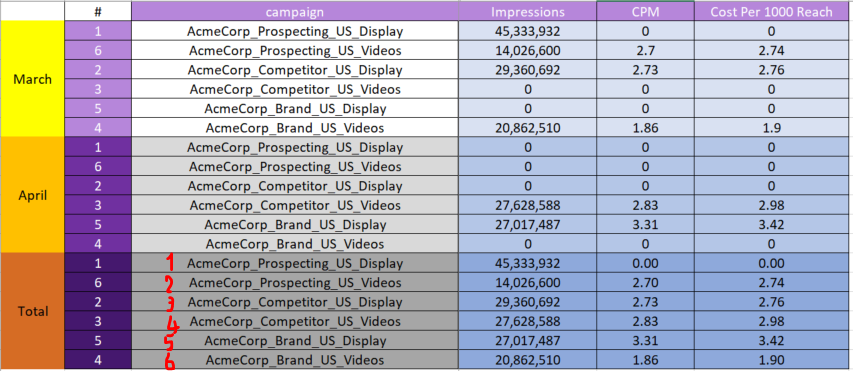 # campaign Impressions CPM Cost Per 1000 Reach
March
1 AcmeCorp_Prospecting_US_Display 45,333,932 0 0
6 AcmeCorp_Prospecting_US_Videos 14,026,600 2.7 2.74
2 AcmeCorp_Competitor_US_Display 29,360,692 2.73 2.76
3 AcmeCorp_Competitor_US_Videos 0 0 0
5 AcmeCorp_Brand_US_Display 0 0 0
4 AcmeCorp_Brand_US_Videos 20,862,510 1.86 1.9
April
1 AcmeCorp_Prospecting_US_Display 0 0 0
6 AcmeCorp_Prospecting_US_Videos 0 0 0
2 AcmeCorp_Competitor_US_Display 0 0 0
3 AcmeCorp_Competitor_US_Videos 27,628,588 2.83 2.98
5 AcmeCorp_Brand_US_Display 27,017,487 3.31 3.42
4 AcmeCorp_Brand_US_Videos 0 0 0
Total
1 1 AcmeCorp_Prospecting_US_Display 45,333,932 0.00 0.00
6 2 AcmeCorp_Prospecting_US_Videos 14,026,600 2.70 2.74
2 3 AcmeCorp_Competitor_US_Display 29,360,692 2.73 2.76
3 4 AcmeCorp_Competitor_US_Videos 27,628,588 2.83 2.98
5 5 AcmeCorp_Brand_US_Display 27,017,487 3.31 3.42
4 6 AcmeCorp_Brand_US_Videos 20,862,510 1.86 1.90